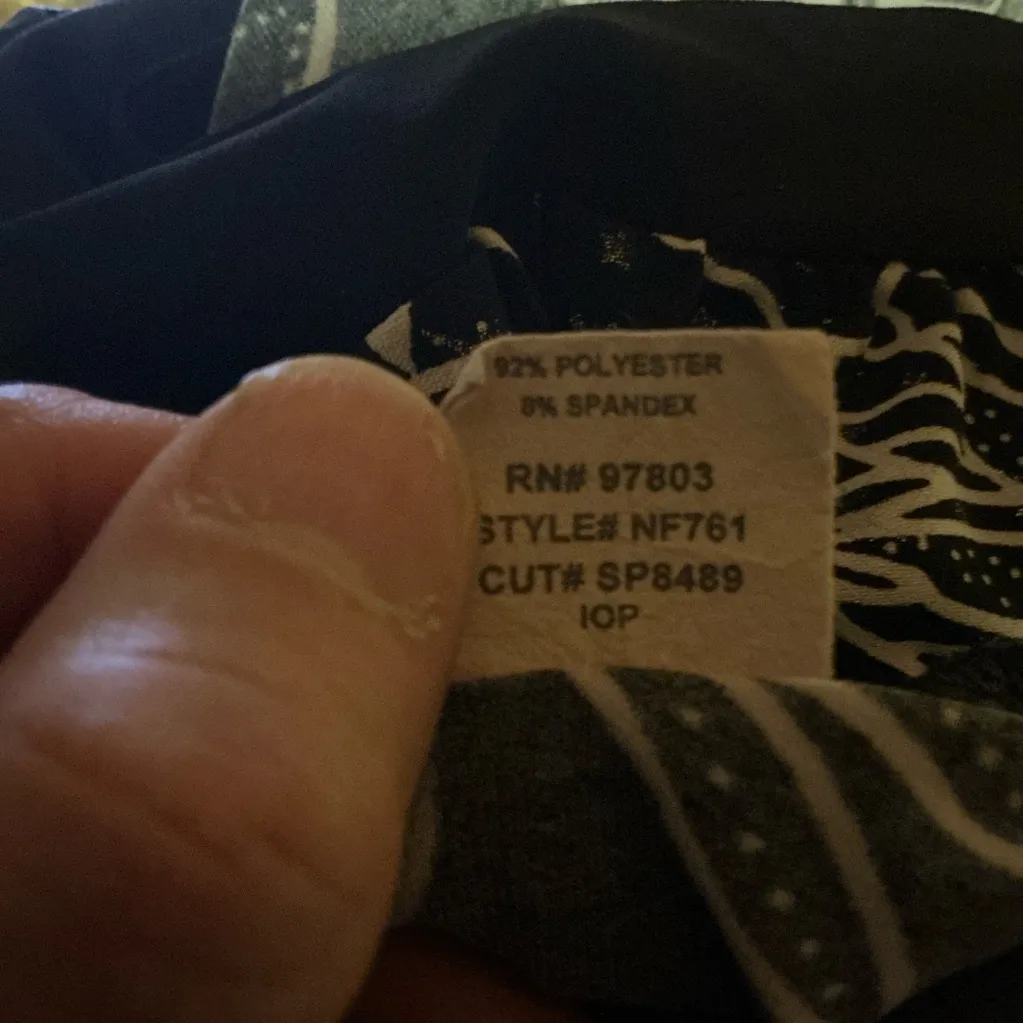 92% POLYESTER
8% SPANDEX
RN# 97803
STYLE# NF761
CUT# SP8489
IOP